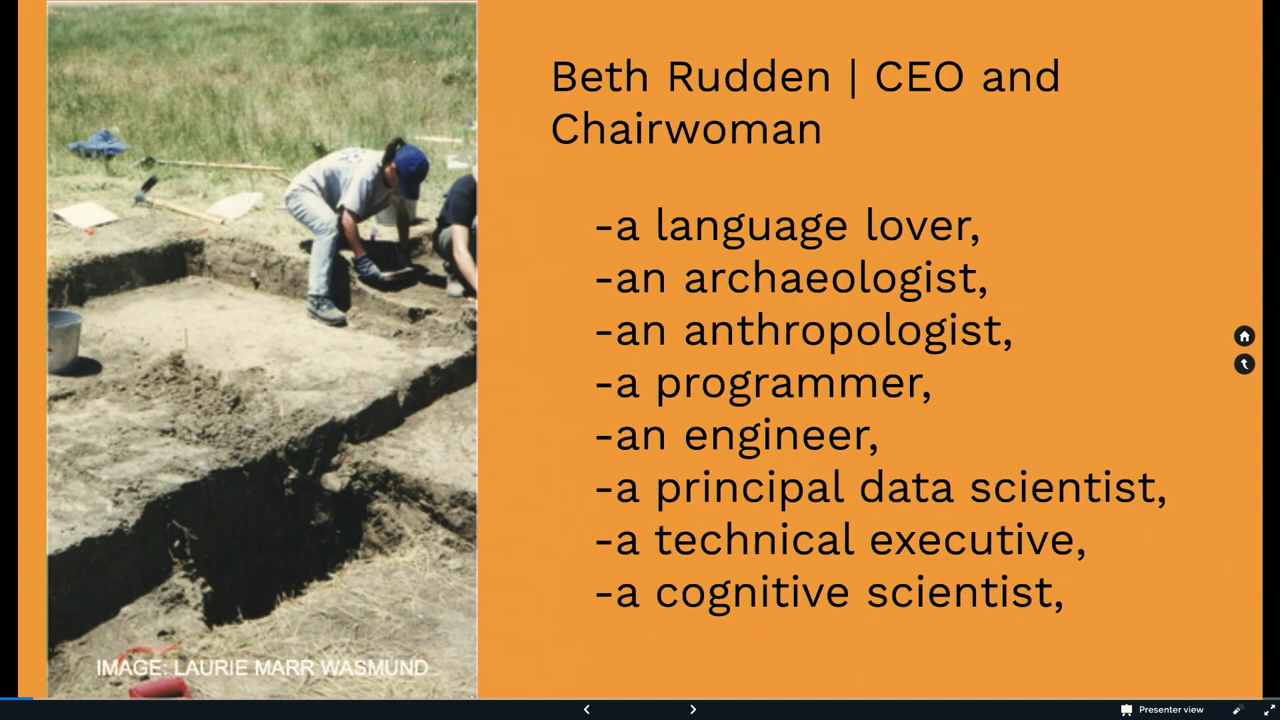 Beth Rudden | CEO and
Chairwoman
-a language lover,
-an archaeologist,
-an anthropologist,
-a programmer,
-an engineer,
-a principal data scientist,
-a technical executive,
-a cognitive scientist,
IMAGE: LAURIE MARR WASMUND
Presenter view